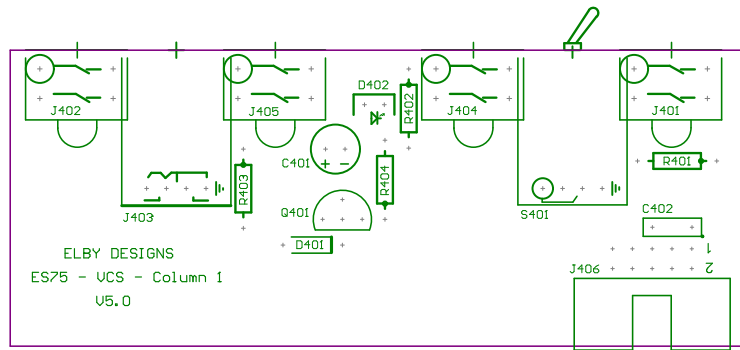 D402
J402
J405
R402
J404
J401
C401
R404
R401
R403
J403
Q401
S401
C402
D401
1
2
J406
ELBY DESIGNS
ES75 - VCS - Column 1
V5.0